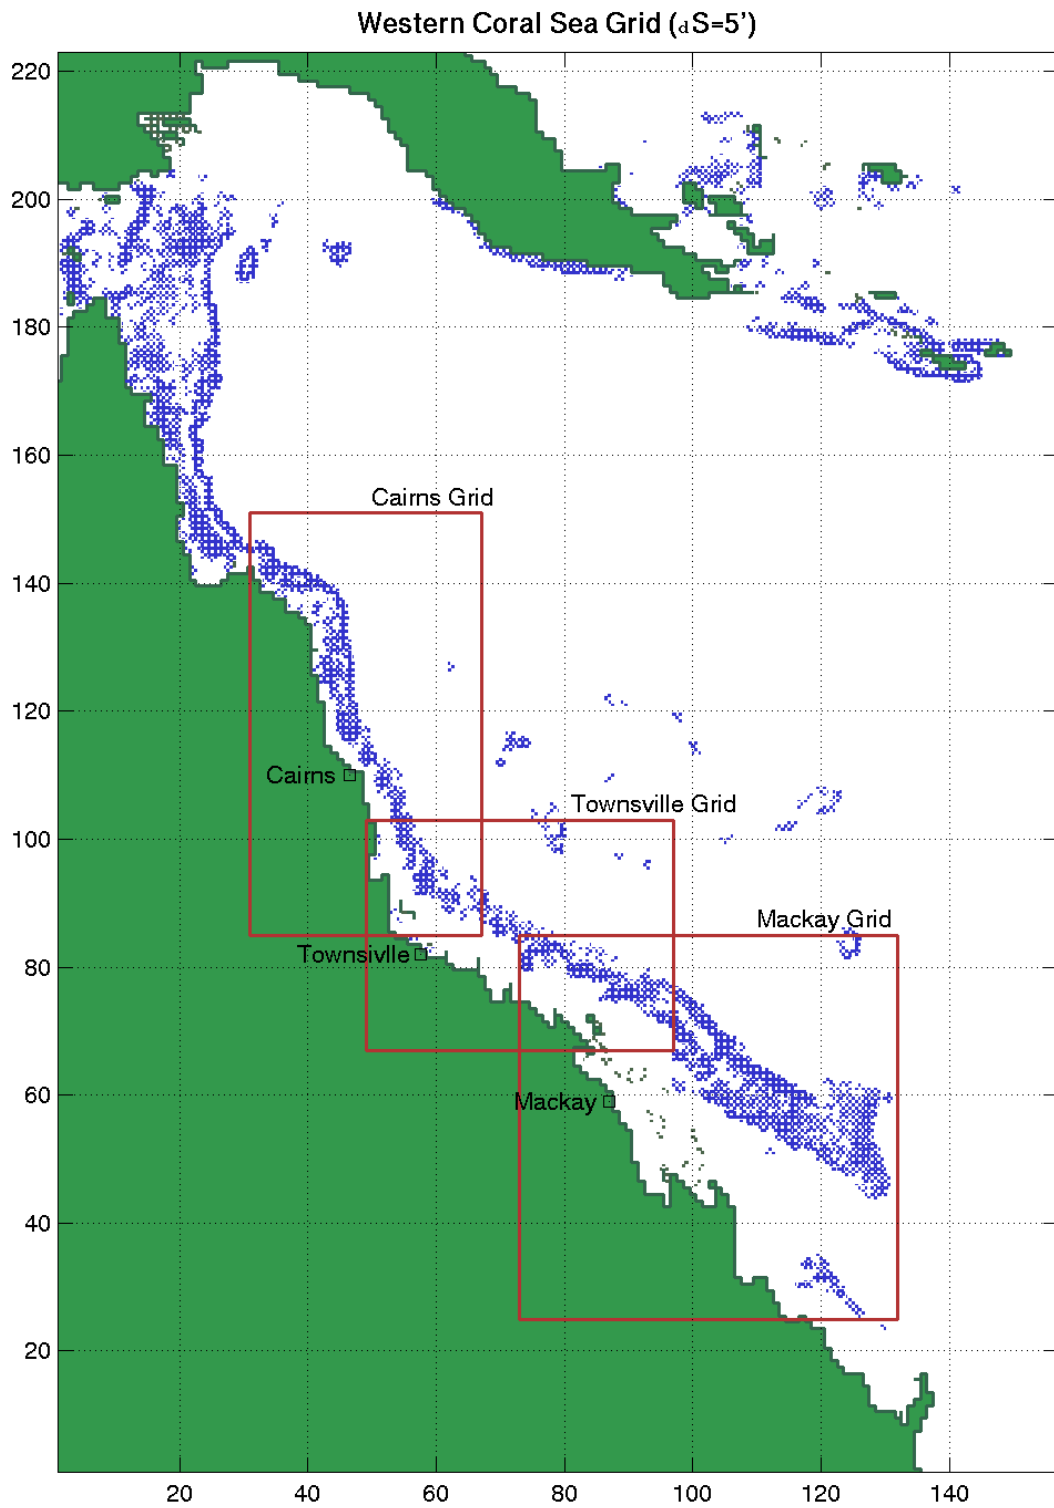 Western Coral Sea Grid (dS=5')
220
200
180
160
Cairns Grid
140
120
Cairns
Townsville Grid
100
Mackay Grid
Townsivlle
80
60
Mackay
40
20
20 40 60 80 100 120 140